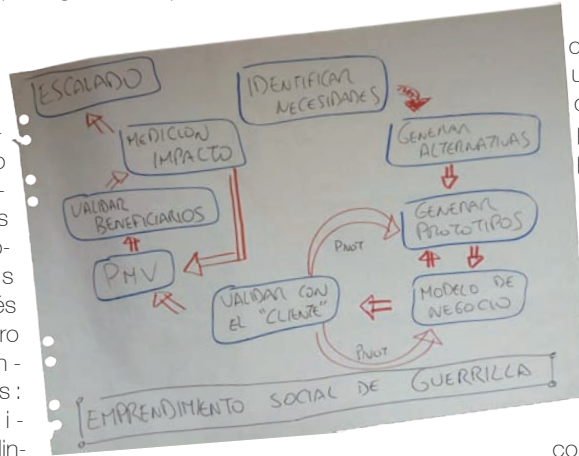 ESCALADO
IDENTIFICAR
NECESIDADES
MEDICION
IMPACTO
GENERAR
ALTERNATIVAS
VALIDAR
BENEFICIARIOS
GENERAR
PROTOTIPOS
PMV
VALIDAR CON
EL "CLIENTE"
MODELO DE
NEGOCIO
PIVOT
PIVOT
EMPRENDIMIENTO SOCIAL DE GUERRILLA